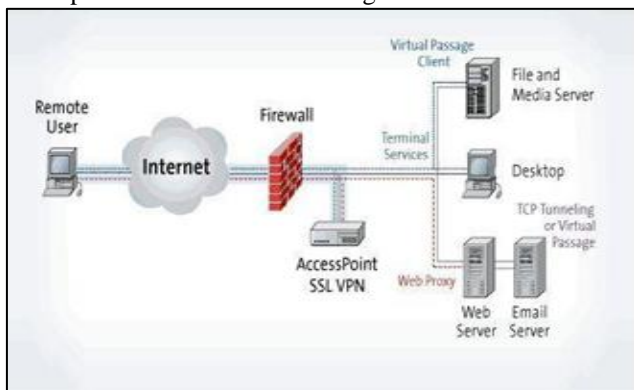 Virtual Passage
Client
File and
Media Server
Remote
User
Firewall
Internet
Terminal
Services
Desktop
TCP Tunneling
or Virtual
Passage
AccessPoint
SSL VPN
Web Proxy
Web
Server
Email
Server